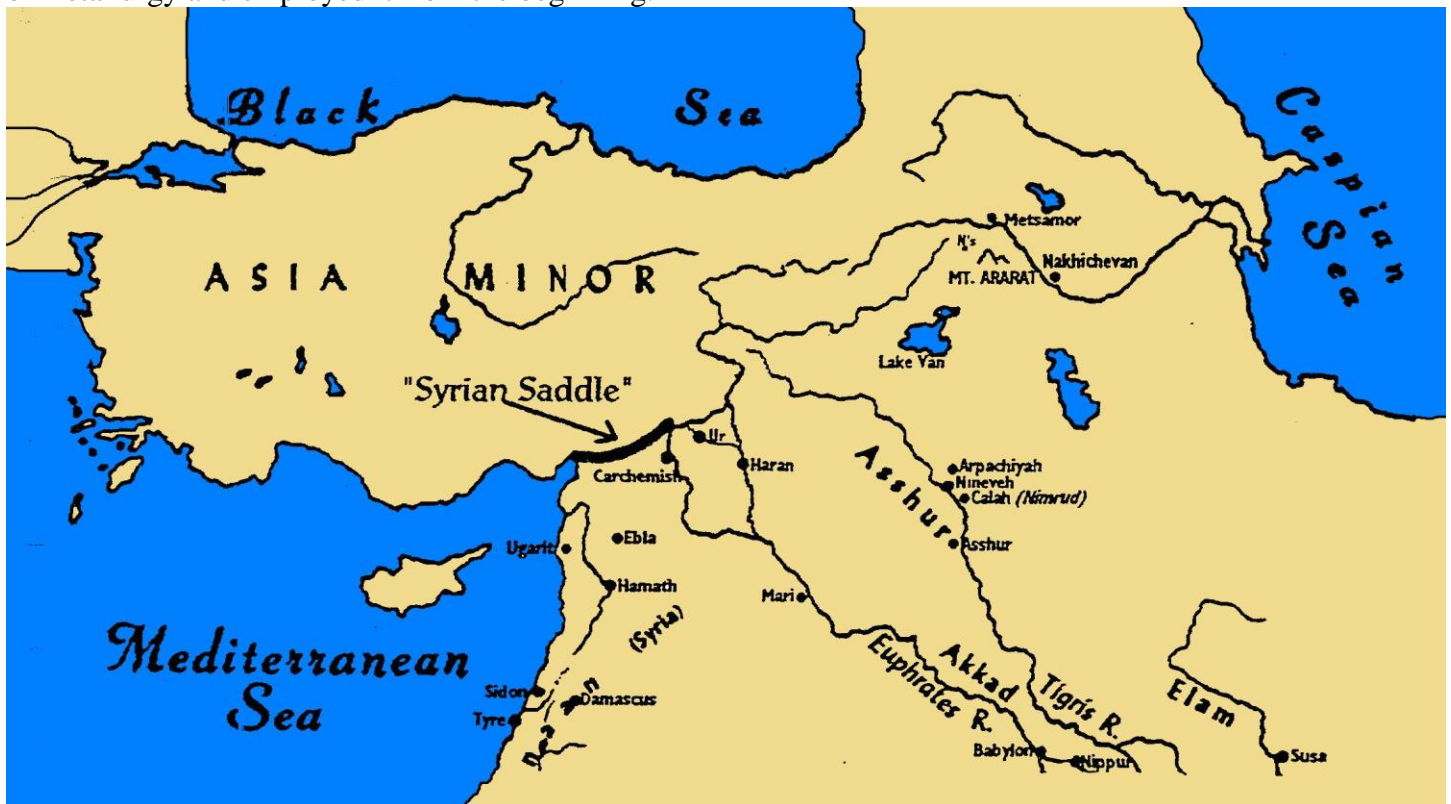 Black Sea
Caspian Sea
Metsamor
N's
Nakhichevan
MT. ARARAT
ASIA MINOR
Lake Van
"Syrian Saddle"
Ur
Carchemish
Haran
Arpachiyah
Nineveh
Calah (Nimrud)
Asshur
Asshur
Ugarit
Ebla
Hamath
Mari
(Syria)
Mediterranean
Sea
Akkad
Euphrates R.
Tigris R.
Elam
Sidon
Damascus
Tyre
Babylon
Nippur
Susa